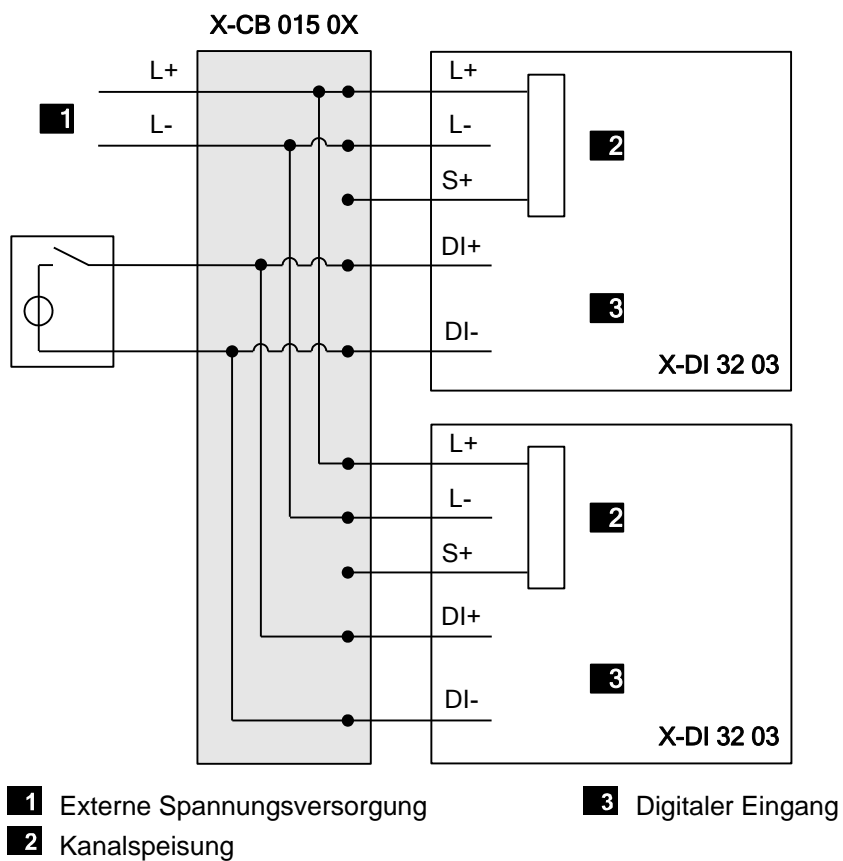 X-CB 015 0X
L+ L+
1 L- L- 2
S+
DI+
3
DI-
X-DI 32 03
L+
L- 2
S+
DI+
3
DI-
X-DI 32 03
1 Externe Spannungsversorgung 3 Digitaler Eingang
2 Kanalspeisung